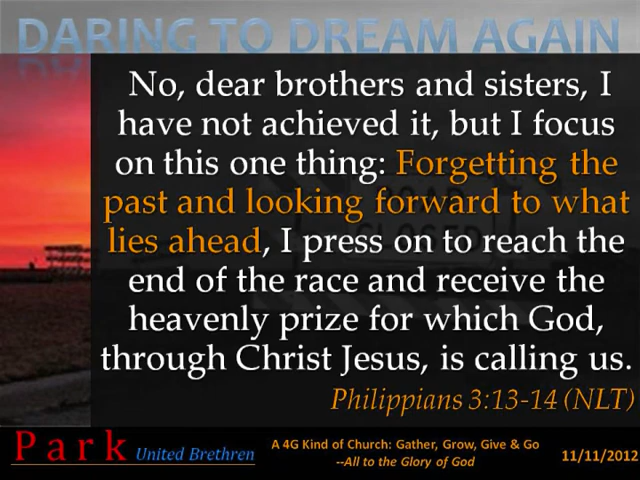 DARING TO DREAM AGAIN
No, dear brothers and sisters, I
have not achieved it, but I focus
on this one thing: Forgetting the
past and looking forward to what
lies ahead, I press on to reach the
end of the race and receive the
heavenly prize for which God,
through Christ Jesus, is calling us.
Philippians 3:13-14 (NLT)
Park United Brethren
A 4G Kind of Church: Gather, Grow, Give & Go
--All to the Glory of God
11/11/2012